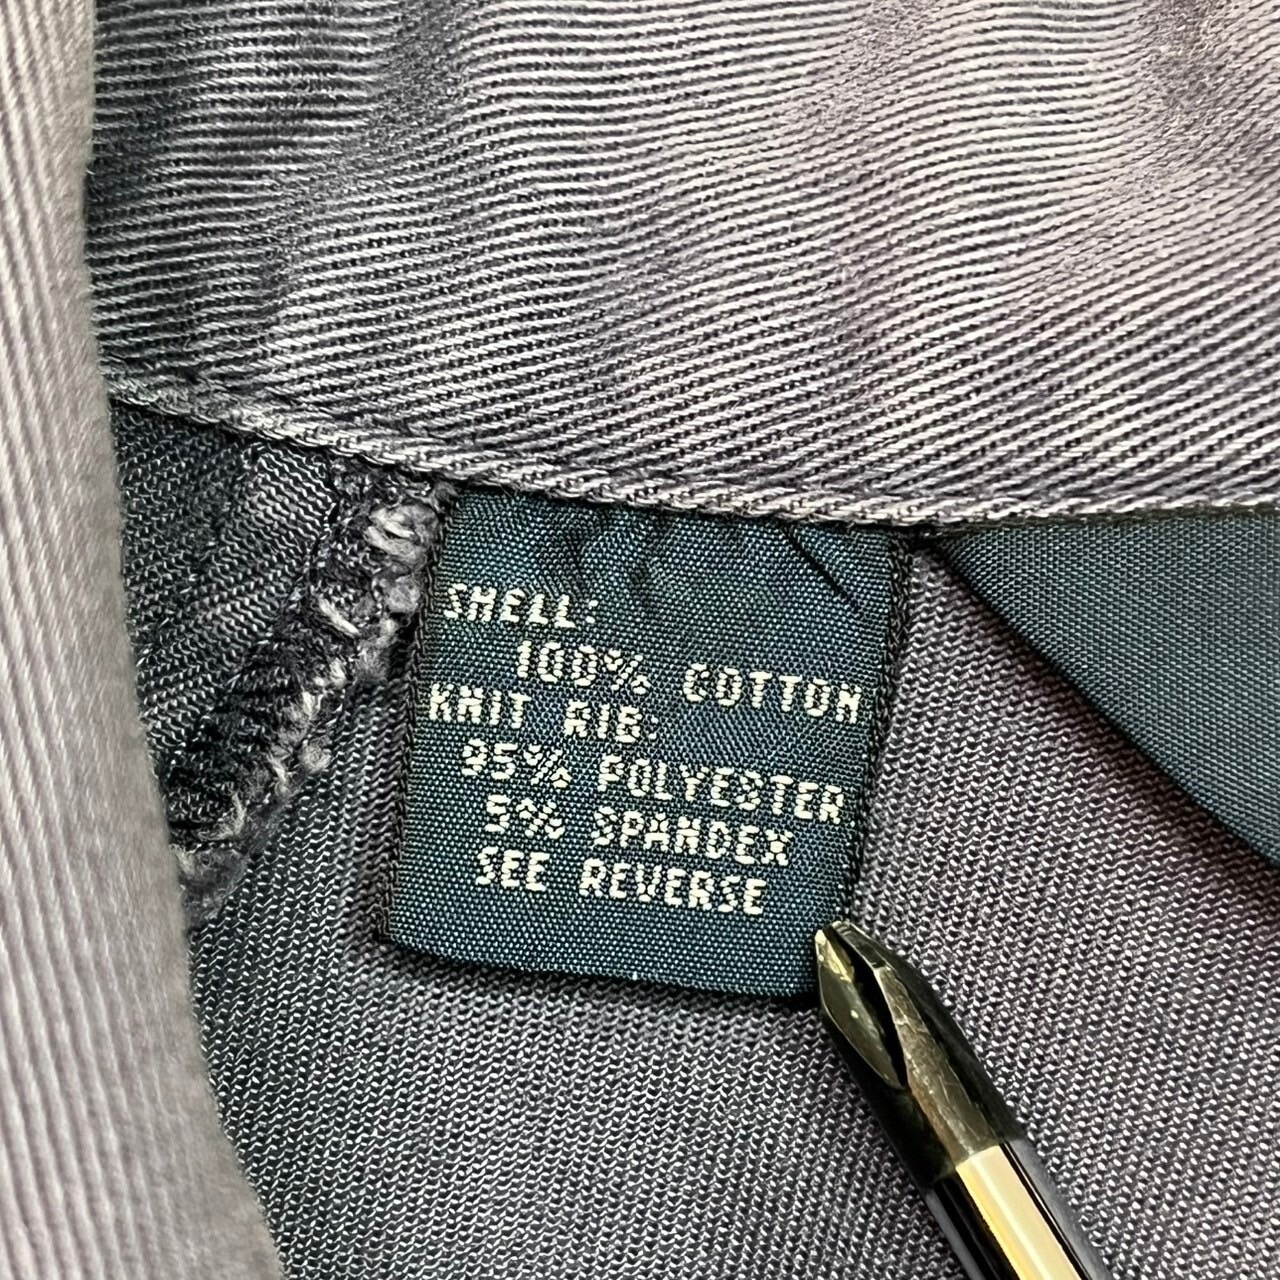 SHELL:
100% COTTON
KNIT RIB:
95% POLYESTER
5% SPANDEX
SEE REVERSE